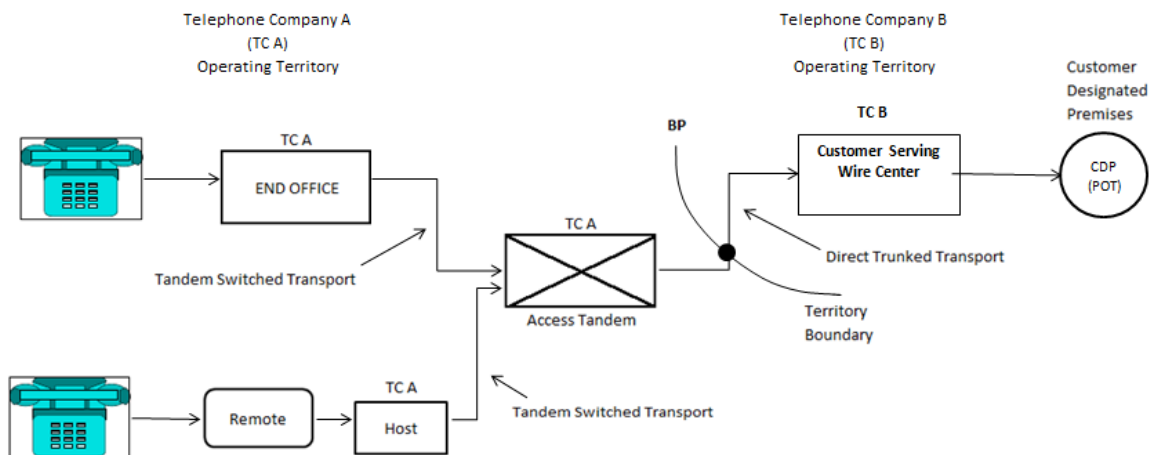 Telephone Company A
(TC A)
Operating Territory
Telephone Company B
(TC B)
Operating Territory
Customer
Designated
Premises
TC A
END OFFICE
BP
TC B
Customer Serving
Wire Center
CDP
(POT)
Tandem Switched Transport
TC A
Access Tandem
Direct Trunked Transport
Territory
Boundary
Remote
TC A
Host
Tandem Switched Transport